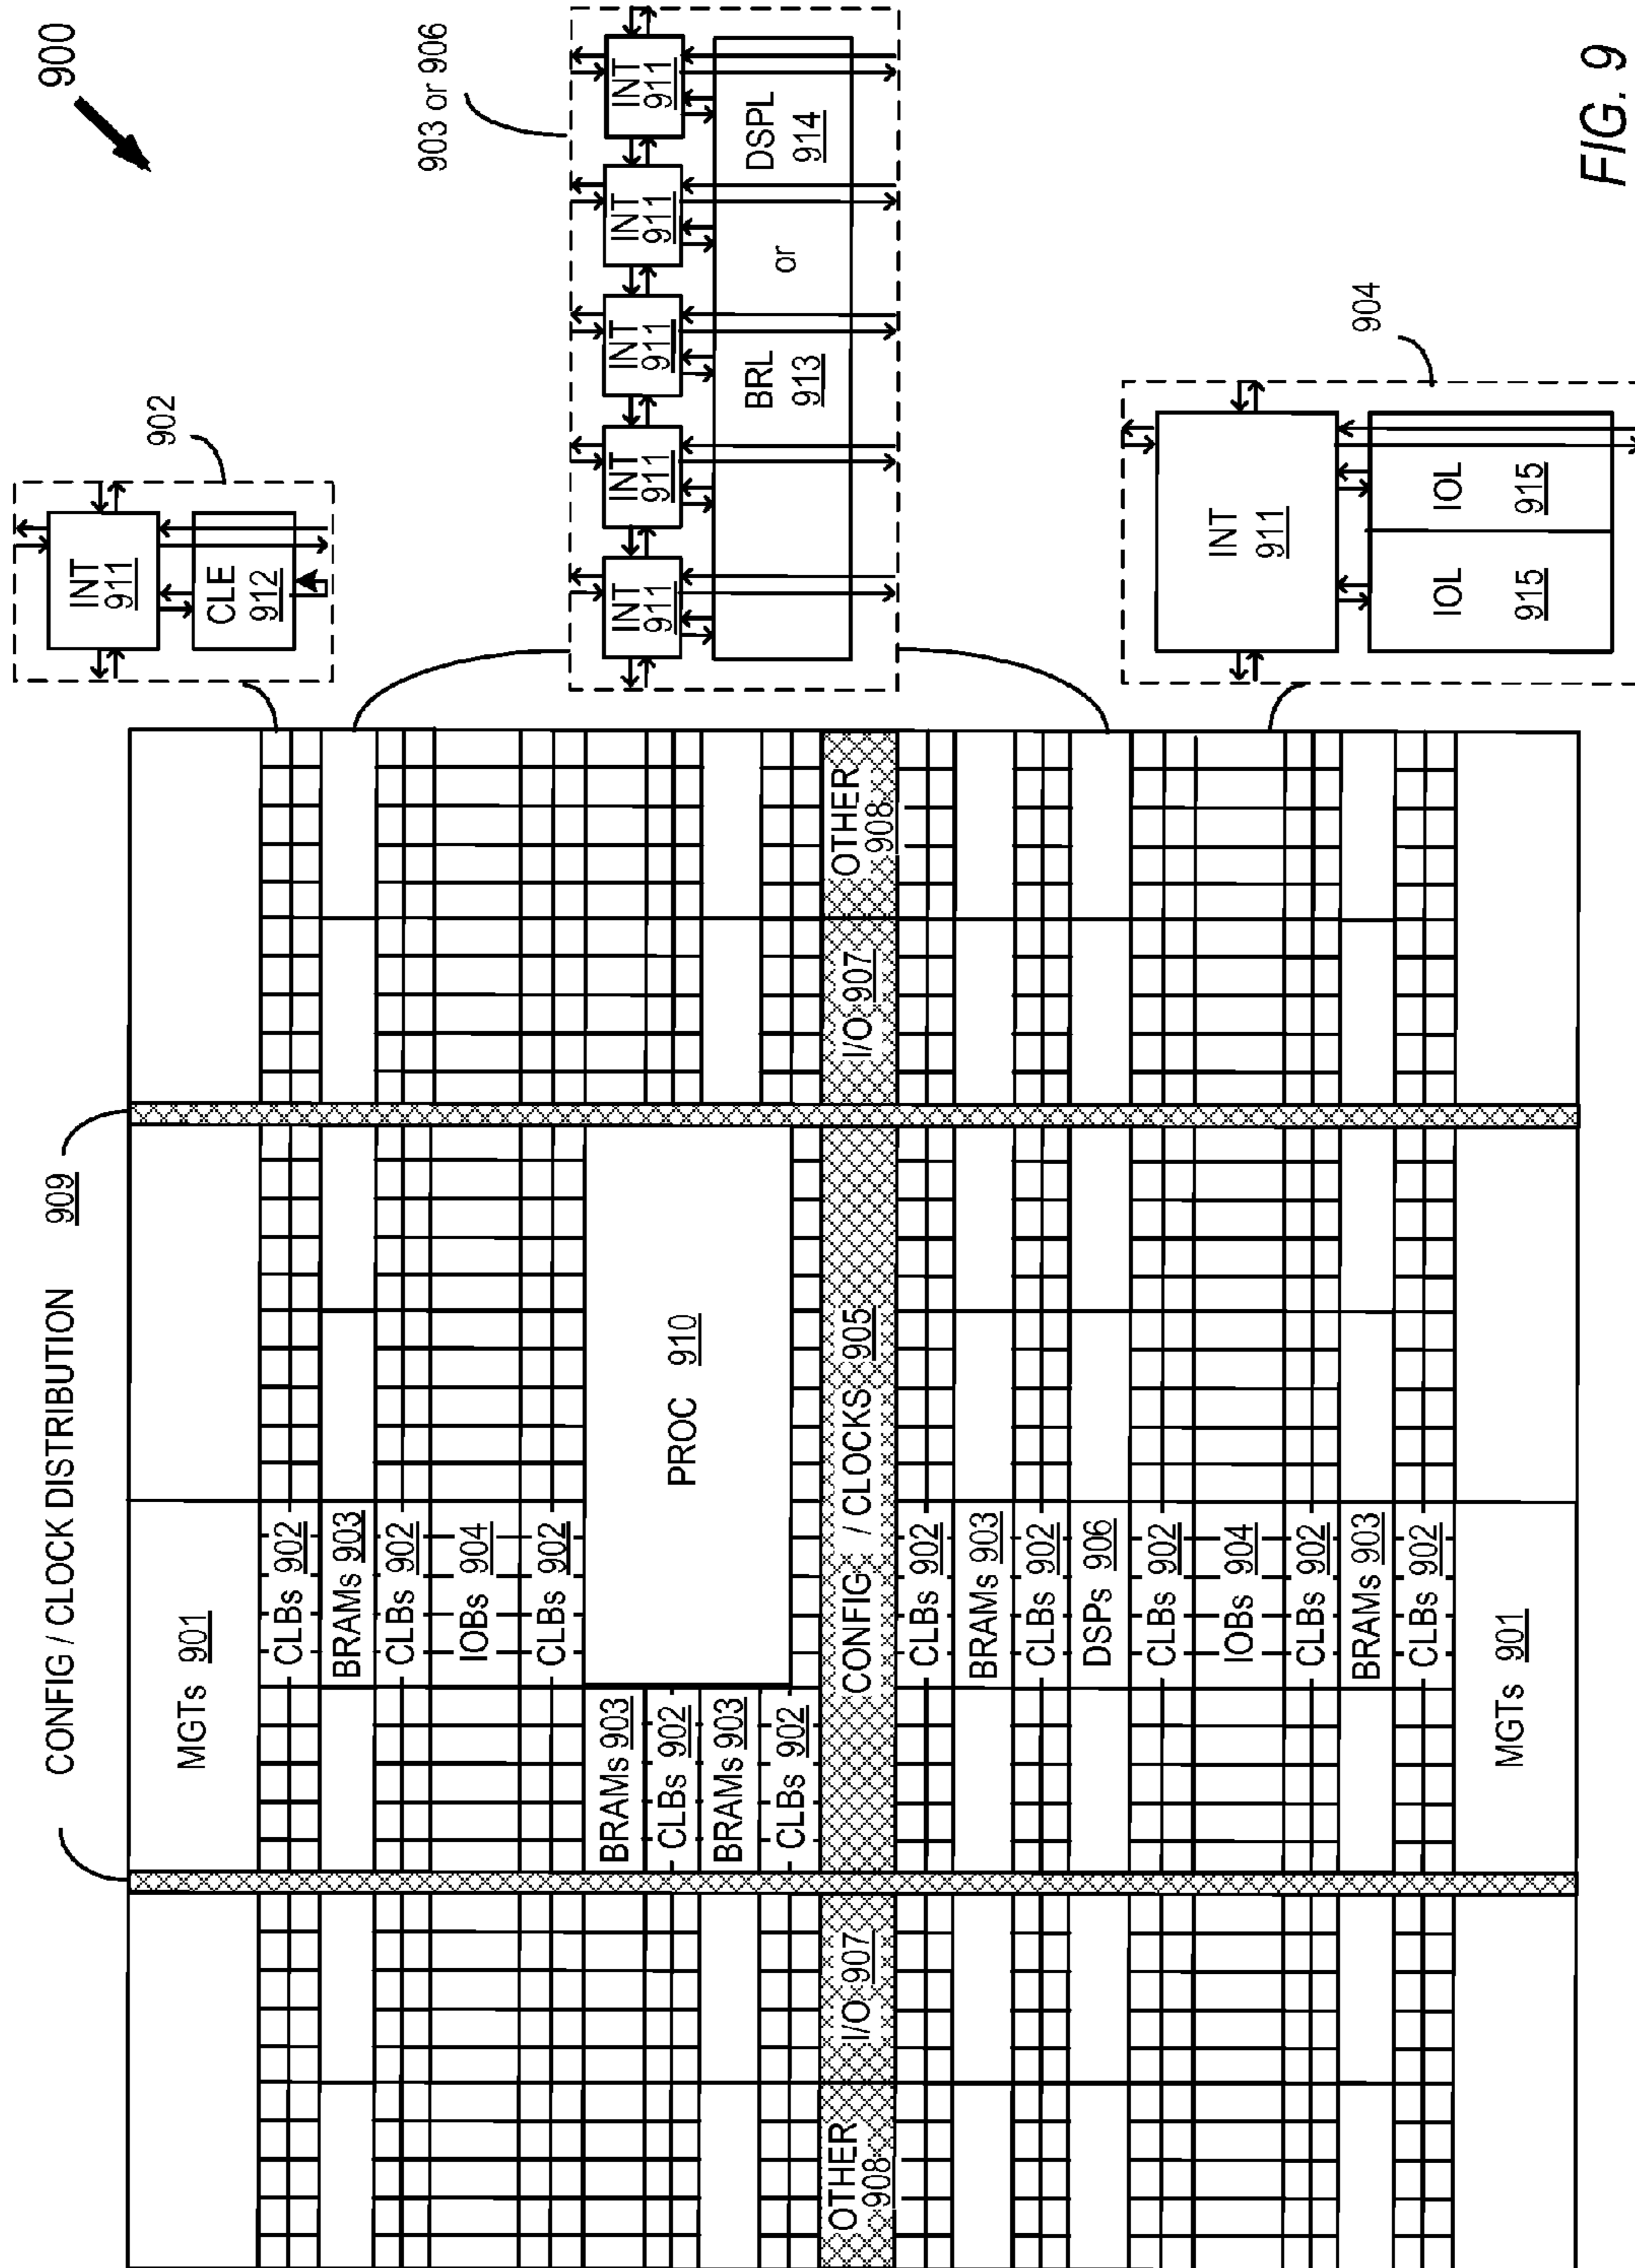 900
CONFIG / CLOCK DISTRIBUTION 909
MGTs 901
CLBs 902
BRAMs 903
CLBs 902
IOBs 904
CLBs 902
PROC 910
BRAMs 903
CLBs 902
BRAMs 903
CLBs 902
OTHER
908
I/O 907
CONFIG / CLOCKS 905
I/O 907
OTHER
908
CLBs 902
BRAMs 903
CLBs 902
DSPs 906
CLBs 902
IOBs 904
CLBs 902
BRAMs 903
CLBs 902
MGTs 901
902
INT
911
CLE
912
903 or 906
INT
911
INT
911
INT
911
INT
911
INT
911
BRL
913
or
DSPL
914
904
INT
911
IOL
915
IOL
915
FIG. 9